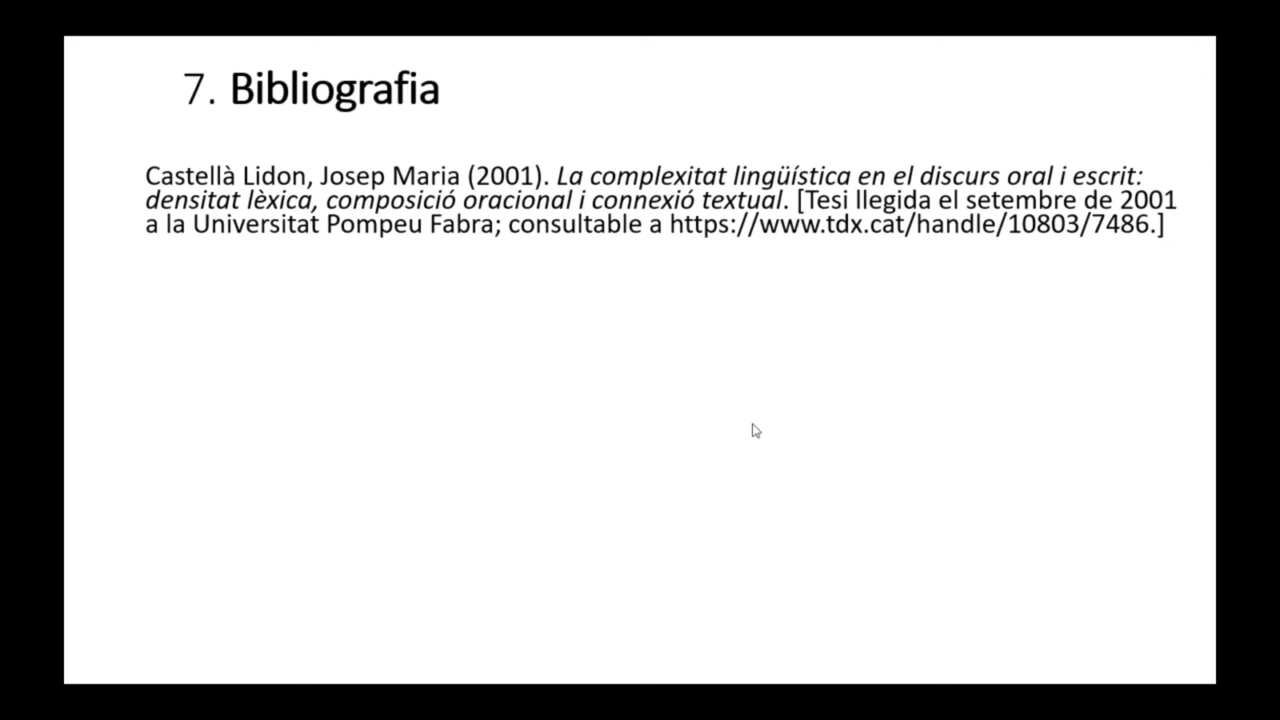 7. Bibliografia
Castellà Lidon, Josep Maria (2001). La complexitat lingüística en el discurs oral i escrit:
densitat lèxica, composició oracional i connexió textual. [Tesi llegida el setembre de 2001
a la Universitat Pompeu Fabra; consultable a https://www.tdx.cat/handle/10803/7486.]